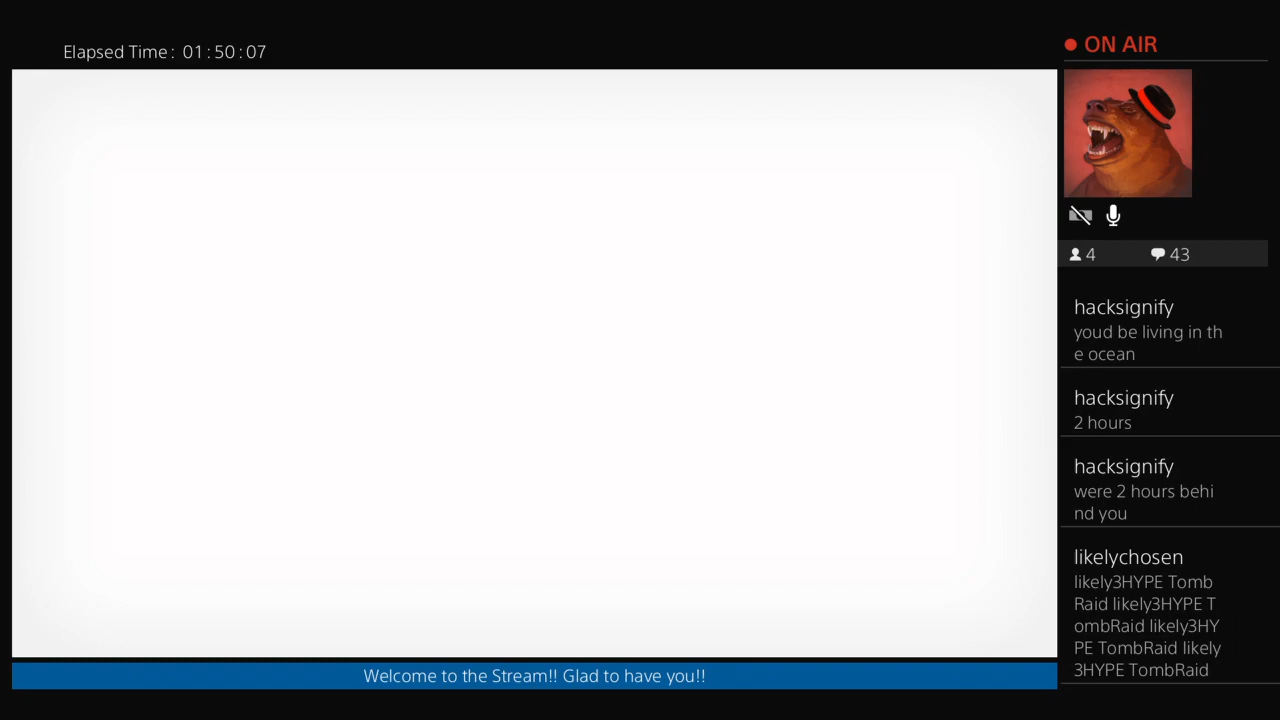 Elapsed Time: 01:50:07
ON AIR
4 43
hacksignify
youd be living in th
e ocean
hacksignify
2 hours
hacksignify
were 2 hours behi
nd you
likelychosen
likely3HYPE Tomb
Raid likely3HYPE T
ombRaid likely3HY
PE TombRaid likely
3HYPE TombRaid
Welcome to the Stream!! Glad to have you!!